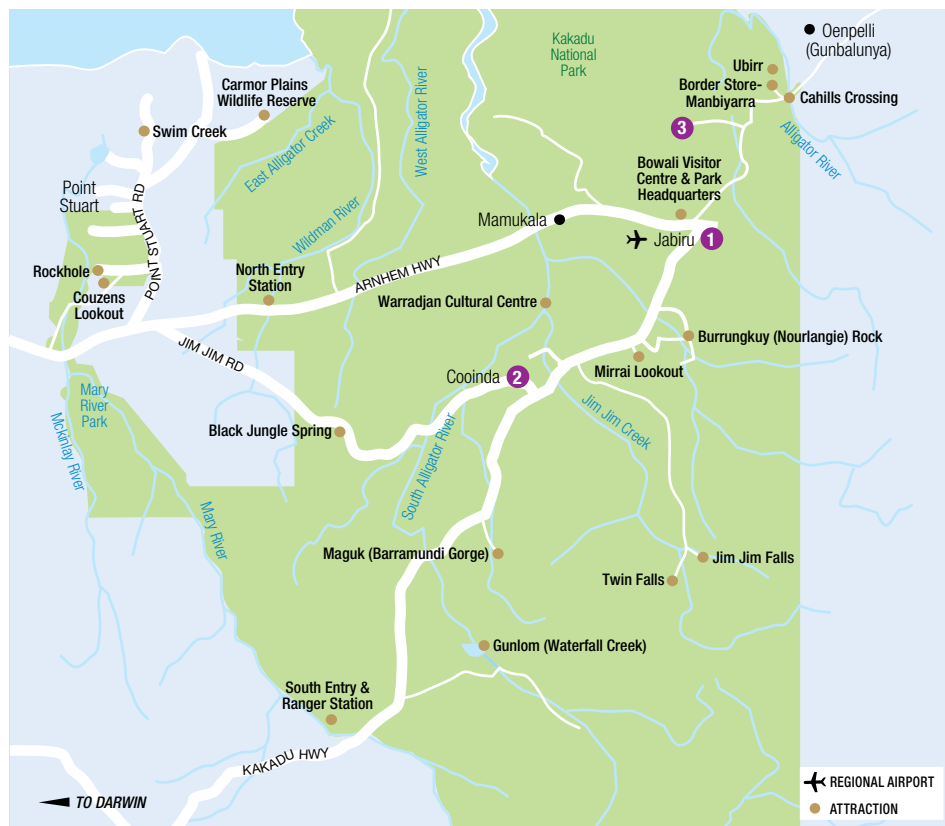 Kakadu
National
Park
Oenpelli
(Gunbalunya)
Ubirr
Border Store-
Manbiyarra
Cahills Crossing
Carmor Plains
Wildlife Reserve
Swim Creek
East Alligator Creek
West Alligator River
3
Alligator River
Bowali Visitor
Centre & Park
Headquarters
Point
Stuart
POINT STUART RD
Wildman River
Mamukala
Jabiru
1
Rockhole
Couzens
Lookout
North Entry
Station
ARNHEM HWY
Warradjan Cultural Centre
JIM JIM RD
Burrungkuy (Nourlangie) Rock
Mirrai Lookout
Cooinda
2
Mary
River
Park
Mckinlay River
Jim Jim Creek
Black Jungle Spring
South Alligator River
Mary River
Maguk (Barramundi Gorge)
Jim Jim Falls
Twin Falls
Gunlom (Waterfall Creek)
South Entry &
Ranger Station
KAKADU HWY
TO DARWIN
REGIONAL AIRPORT
ATTRACTION